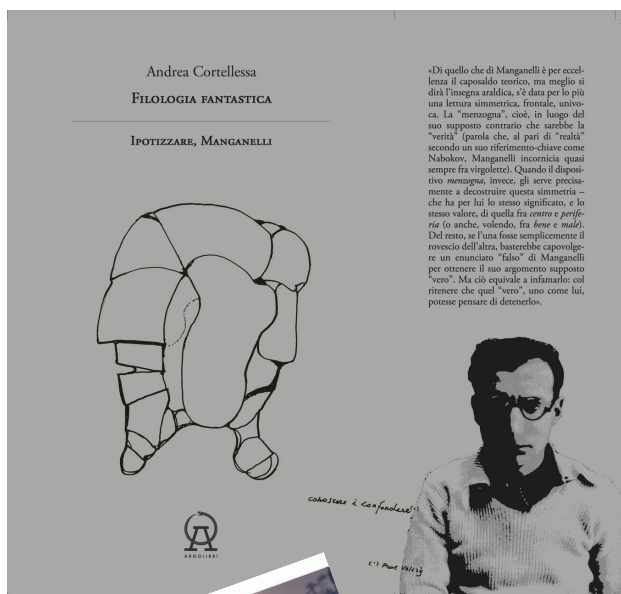 Andrea Cortellessa
Filologia fantastica
Ipotizzare, Manganelli
ARGOLIBRI
«Di quello che di Manganelli è per eccel-
lenza il caposaldo teorico, ma meglio si
dirà l'insegna araldica, s'è data per lo più
una lettura simmetrica, frontale, univo-
ca. La "menzogna", cioè, in luogo del
suo supposto contrario che sarebbe la
"verità" (parola che, al pari di "realtà"
secondo un suo riferimento-chiave come
Nabokov, Manganelli incornicia quasi
sempre fra virgolette). Quando il disposi-
tivo menzogna, invece, gli serve precisa-
mente a decostruire questa simmetria –
che ha per lui lo stesso significato, e lo
stesso valore, di quella fra centro e perife-
ria (o anche, volendo, fra bene e male).
Del resto, se l'una fosse semplicemente il
rovescio dell'altra, basterebbe capovolge-
re un enunciato "falso" di Manganelli
per ottenere il suo argomento supposto
"vero". Ma ciò equivale a infamarlo: col
ritenere che quel "vero", uno come lui,
potesse pensare di detenerlo».
conoscere è confondere